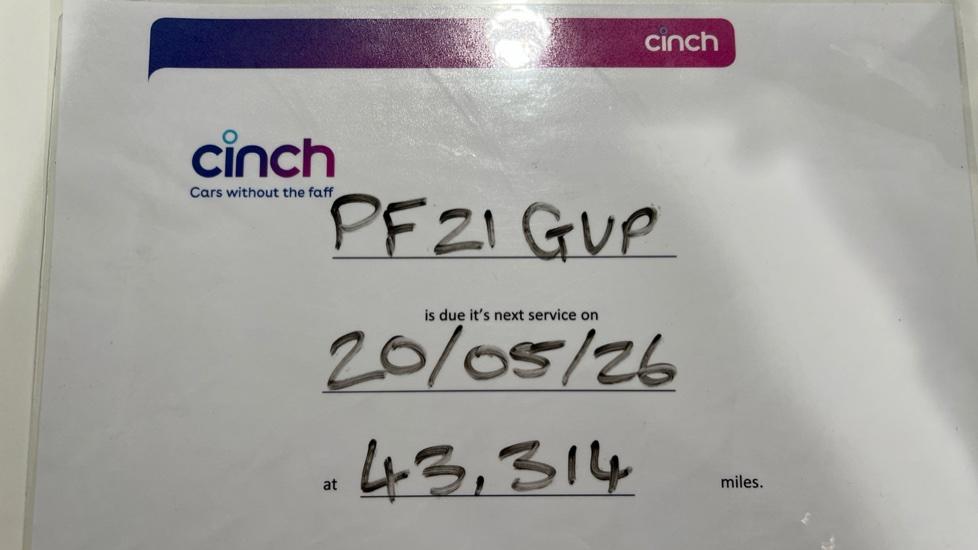 cinch
cinch
Cars without the faff
PF21 GVP
is due it's next service on
20/05/26
at 43,314 miles.